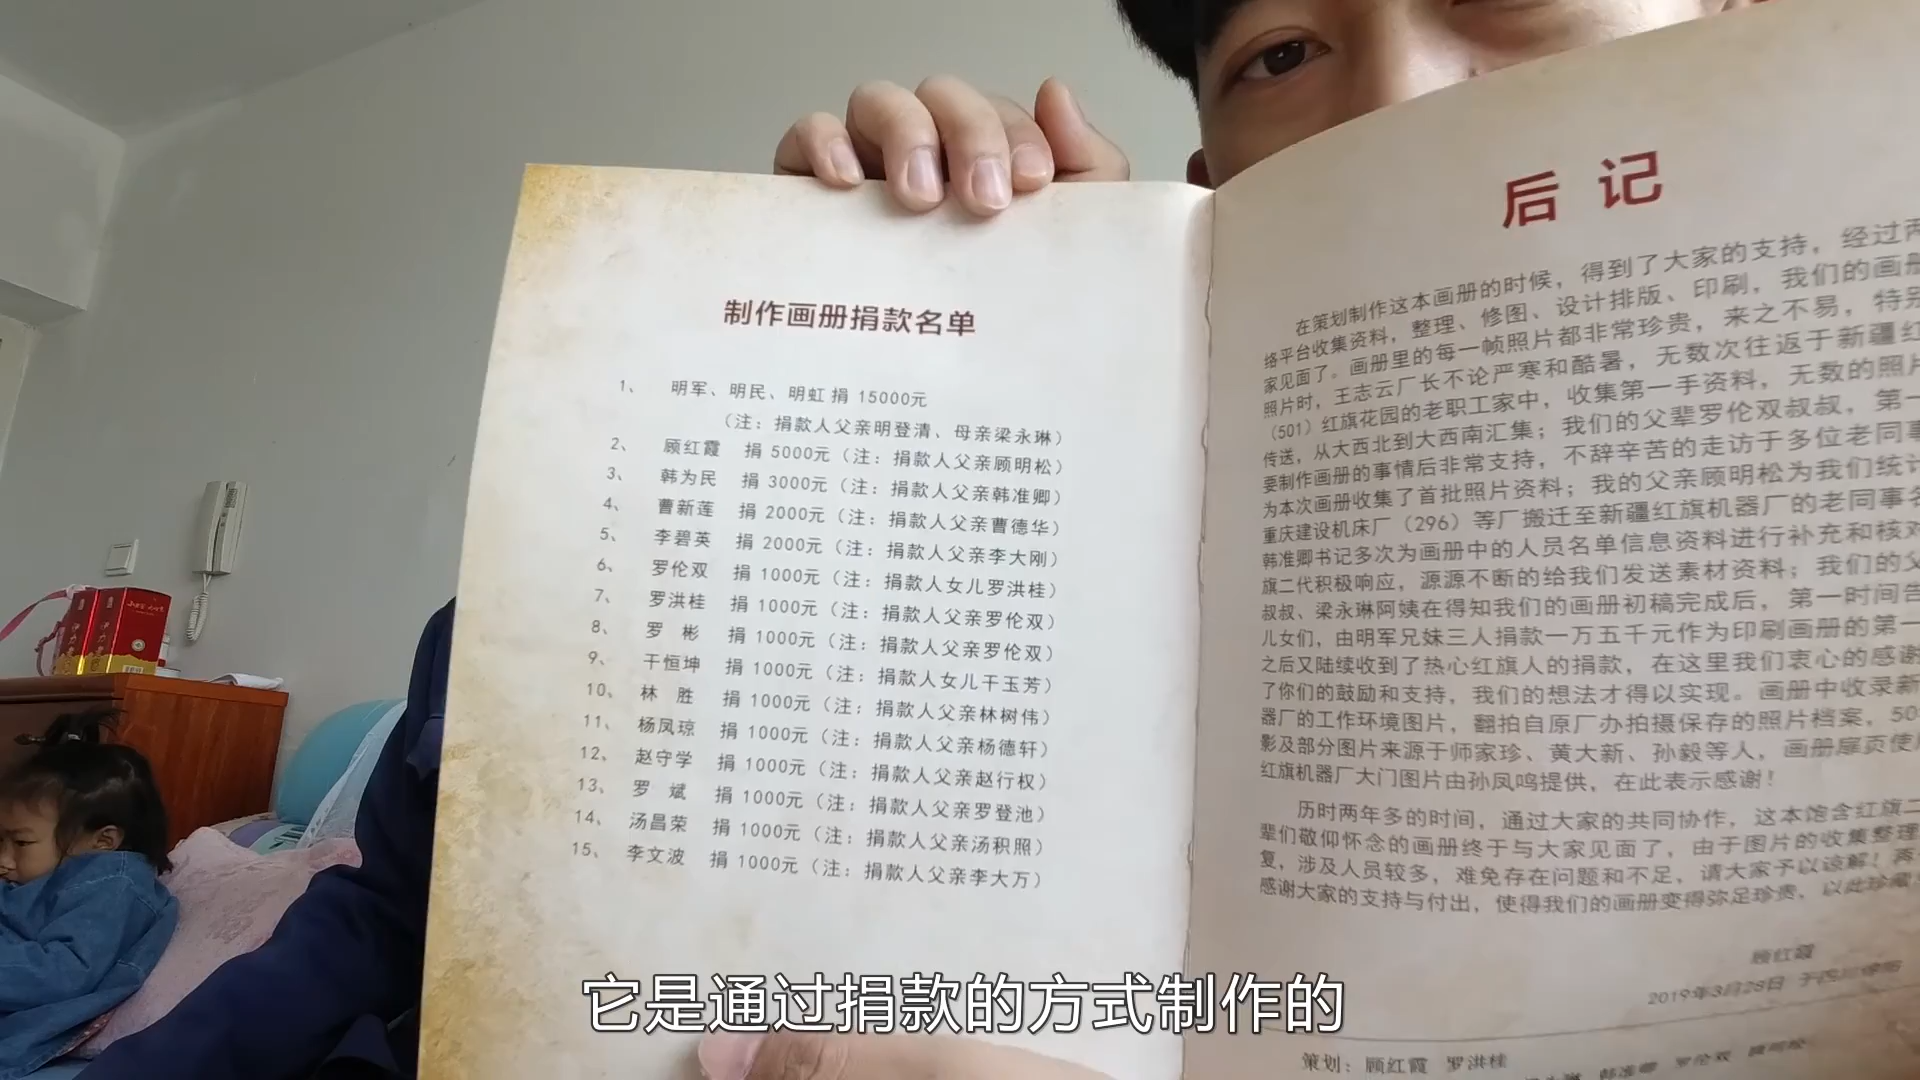 制作画册捐款名单
1、 明军、明民、明虹 捐 15000元
（注：捐款人父亲明登清、母亲梁永琳）
2、 顾红霞 捐 5000元（注：捐款人父亲顾明松）
3、 韩为民 捐 3000元（注：捐款人父亲韩准卿）
4、 曹新莲 捐 2000元（注：捐款人父亲曹德华）
5、 李碧英 捐 2000元（注：捐款人父亲李大刚）
6、 罗伦双 捐 1000元（注：捐款人女儿罗洪桂）
7、 罗洪桂 捐 1000元（注：捐款人父亲罗伦双）
8、 罗 彬 捐 1000元（注：捐款人父亲罗伦双）
9、 干恒坤 捐 1000元（注：捐款人女儿干玉芳）
10、 林 胜 捐 1000元（注：捐款人父亲林树伟）
11、 杨凤琼 捐 1000元（注：捐款人父亲杨德轩）
12、 赵守学 捐 1000元（注：捐款人父亲赵行权）
13、 罗 斌 捐 1000元（注：捐款人父亲罗登池）
14、 汤昌荣 捐 1000元（注：捐款人父亲汤积照）
15、 李文波 捐 1000元（注：捐款人父亲李大万）
后记
在策划制作这本画册的时候，得到了大家的支持，经过两
络平台收集资料，整理、修图、设计排版、印刷，我们的画册
家见面了。画册里的每一帧照片都非常珍贵，来之不易，特别
照片时，王志云厂长不论严寒和酷暑，无数次往返于新疆红
（501）红旗花园的老职工家中，收集第一手资料，无数的照片
传送，从大西北到大西南汇集；我们的父辈罗伦双叔叔，第一
要制作画册的事情后非常支持，不辞辛苦的走访于多位老同事
为本次画册收集了首批照片资料；我的父亲顾明松为我们统计
重庆建设机床厂（296）等厂搬迁至新疆红旗机器厂的老同事名
韩准卿书记多次为画册中的人员名单信息资料进行补充和核对
旗二代积极响应，源源不断的给我们发送素材资料；我们的父
叔叔、梁永琳阿姨在得知我们的画册初稿完成后，第一时间告
儿女们，由明军兄妹三人捐款一万五千元作为印刷画册的第一
之后又陆续收到了热心红旗人的捐款，在这里我们衷心的感谢
了你们的鼓励和支持，我们的想法才得以实现。画册中收录新
器厂的工作环境图片，翻拍自原厂办拍摄保存的照片档案，50
影及部分图片来源于师家珍、黄大新、孙毅等人，画册扉页使用
红旗机器厂大门图片由孙凤鸣提供，在此表示感谢！
历时两年多的时间，通过大家的共同协作，这本饱含红旗二
辈们敬仰怀念的画册终于与大家见面了，由于图片的收集整理
复，涉及人员较多，难免存在问题和不足，请大家予以谅解！再
感谢大家的支持与付出，使得我们的画册变得弥足珍贵，以此珍藏
顾红霞
2019年3月28日 于四川
策划：顾红霞 罗洪桂
韩准卿 罗伦双 顾明松
它是通过捐款的方式制作的